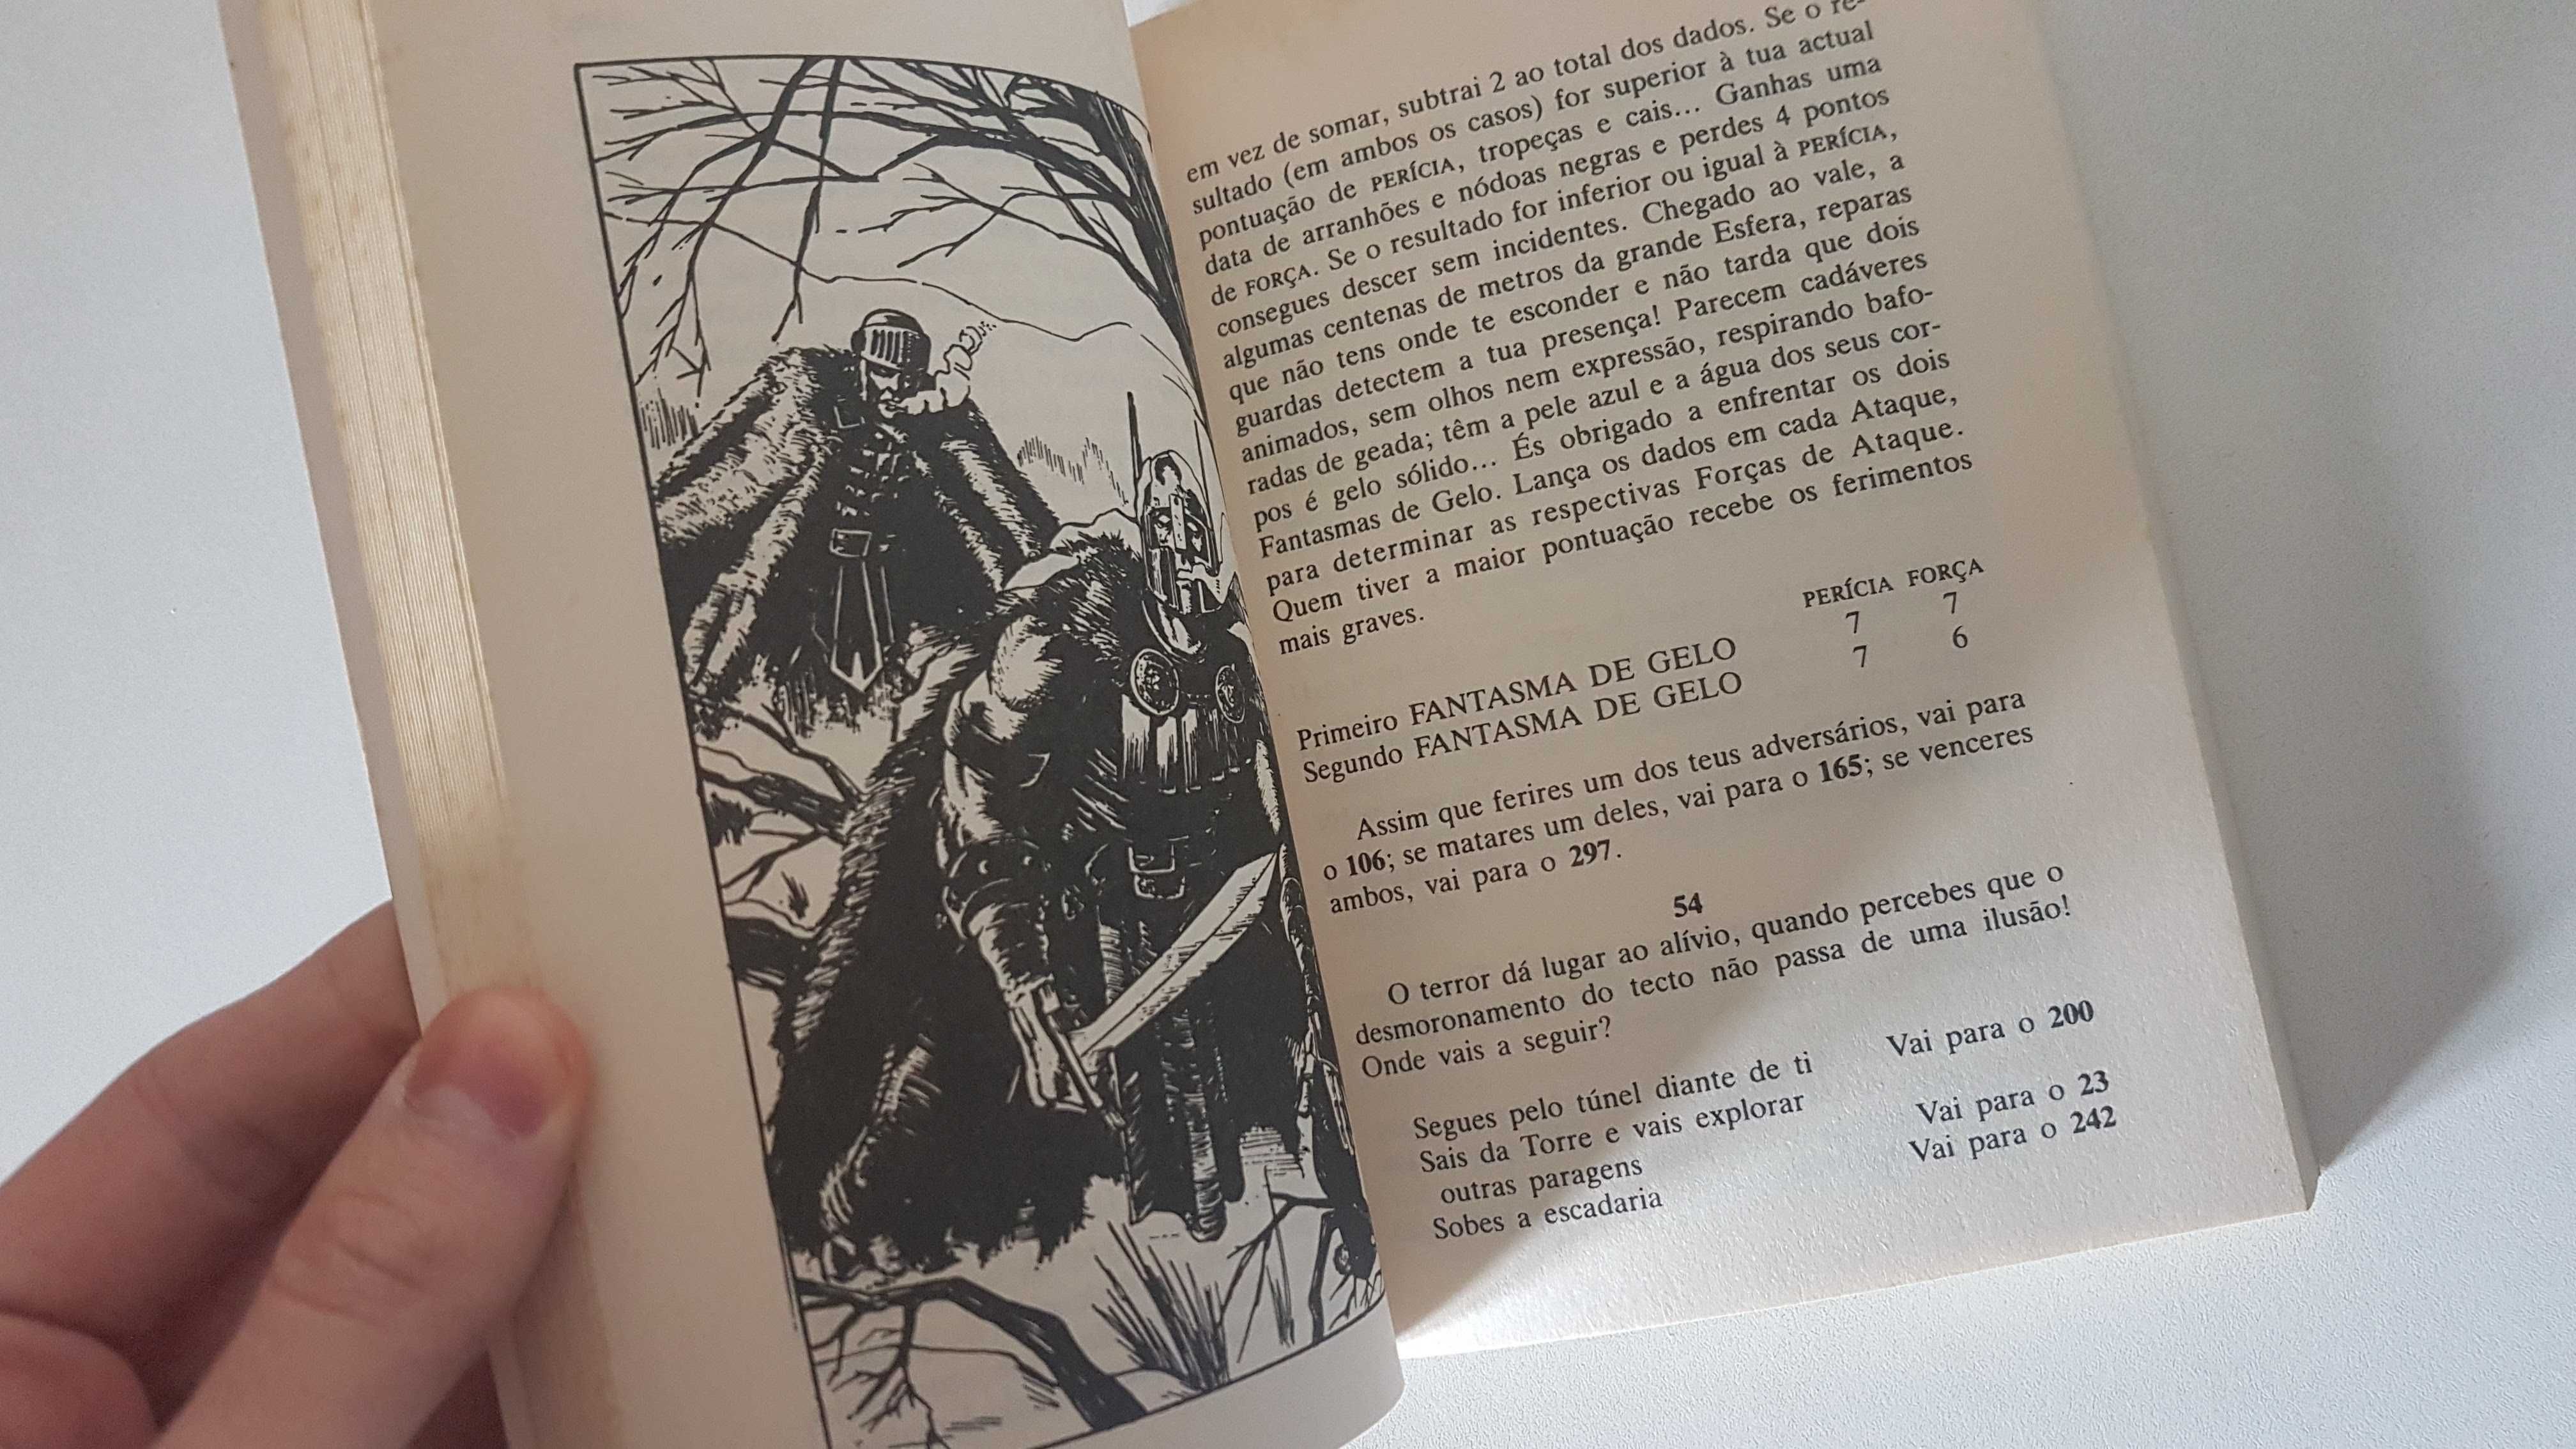 em vez de somar, subtrai 2 ao total dos dados. Se o re-
sultado (em ambos os casos) for superior à tua actual
pontuação de PERÍCIA, tropeças e cais... Ganhas uma
data de arranhões e nódoas negras e perdes 4 pontos
de FORÇA. Se o resultado for inferior ou igual à PERÍCIA,
consegues descer sem incidentes. Chegado ao vale, a
algumas centenas de metros da grande Esfera, reparas
que não tens onde te esconder e não tarda que dois
guardas detectem a tua presença! Parecem cadáveres
animados, sem olhos nem expressão, respirando bafo-
radas de geada; têm a pele azul e a água dos seus cor-
pos é gelo sólido... És obrigado a enfrentar os dois
Fantasmas de Gelo. Lança os dados em cada Ataque,
para determinar as respectivas Forças de Ataque.
Quem tiver a maior pontuação recebe os ferimentos
mais graves.
PERÍCIA FORÇA
Primeiro FANTASMA DE GELO 7 7
Segundo FANTASMA DE GELO 7 6
Assim que ferires um dos teus adversários, vai para
o 106; se matares um deles, vai para o 165; se venceres
ambos, vai para o 297.
54
O terror dá lugar ao alívio, quando percebes que o
desmoronamento do tecto não passa de uma ilusão!
Onde vais a seguir?
Segues pelo túnel diante de ti Vai para o 200
Sais da Torre e vais explorar
outras paragens Vai para o 23
Sobes a escadaria Vai para o 242